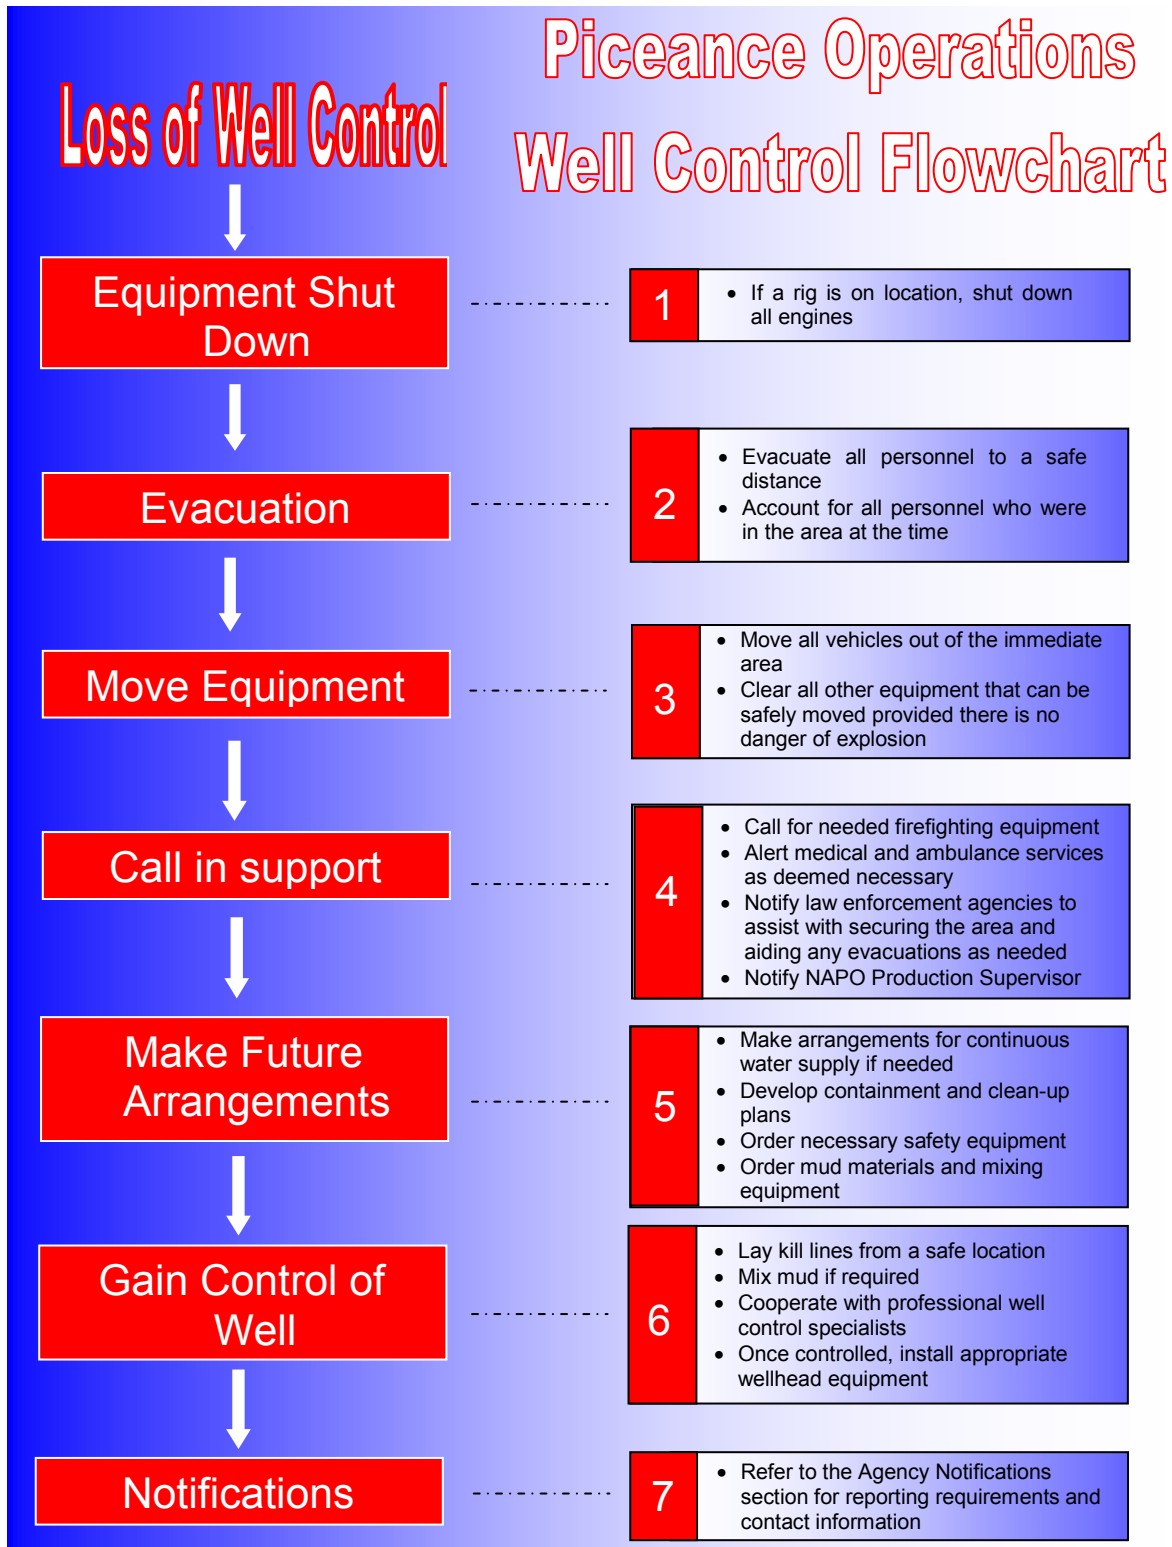 Piceance Operations
Well Control Flowchart
Loss of Well Control
Equipment Shut
Down
1
• If a rig is on location, shut down
all engines
Evacuation
2
• Evacuate all personnel to a safe
distance
• Account for all personnel who were
in the area at the time
Move Equipment
3
• Move all vehicles out of the immediate
area
• Clear all other equipment that can be
safely moved provided there is no
danger of explosion
Call in support
4
• Call for needed firefighting equipment
• Alert medical and ambulance services
as deemed necessary
• Notify law enforcement agencies to
assist with securing the area and
aiding any evacuations as needed
• Notify NAPO Production Supervisor
Make Future
Arrangements
5
• Make arrangements for continuous
water supply if needed
• Develop containment and clean-up
plans
• Order necessary safety equipment
• Order mud materials and mixing
equipment
Gain Control of
Well
6
• Lay kill lines from a safe location
• Mix mud if required
• Cooperate with professional well
control specialists
• Once controlled, install appropriate
wellhead equipment
Notifications
7
• Refer to the Agency Notifications
section for reporting requirements and
contact information